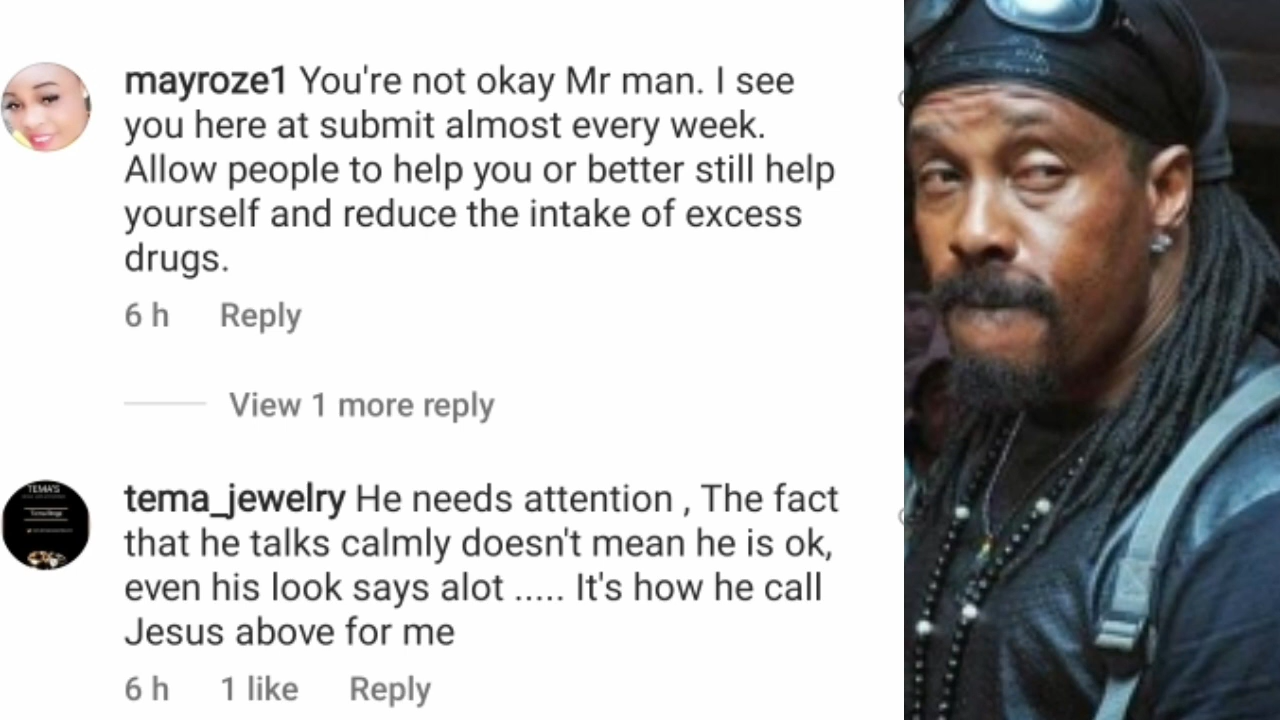 mayroze1 You're not okay Mr man. I see
you here at submit almost every week.
Allow people to help you or better still help
yourself and reduce the intake of excess
drugs.
6 h Reply
View 1 more reply
TEMA'S
tema_jewelry He needs attention , The fact
that he talks calmly doesn't mean he is ok,
even his look says alot ..... It's how he call
Jesus above for me
6 h 1 like Reply